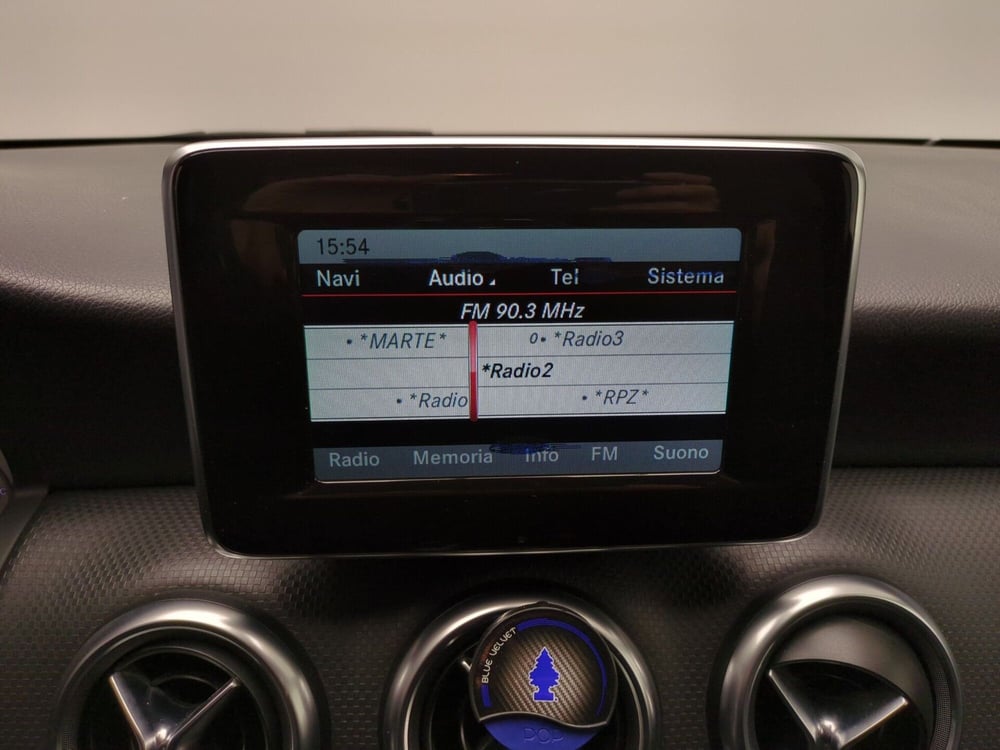 15:54
Navi Audio Tel Sistema
FM 90.3 MHz
*MARTE* 0 *Radio3
*Radio2
*Radio *RPZ*
Radio Memoria Info FM Suono
BLUE VELVET
POP